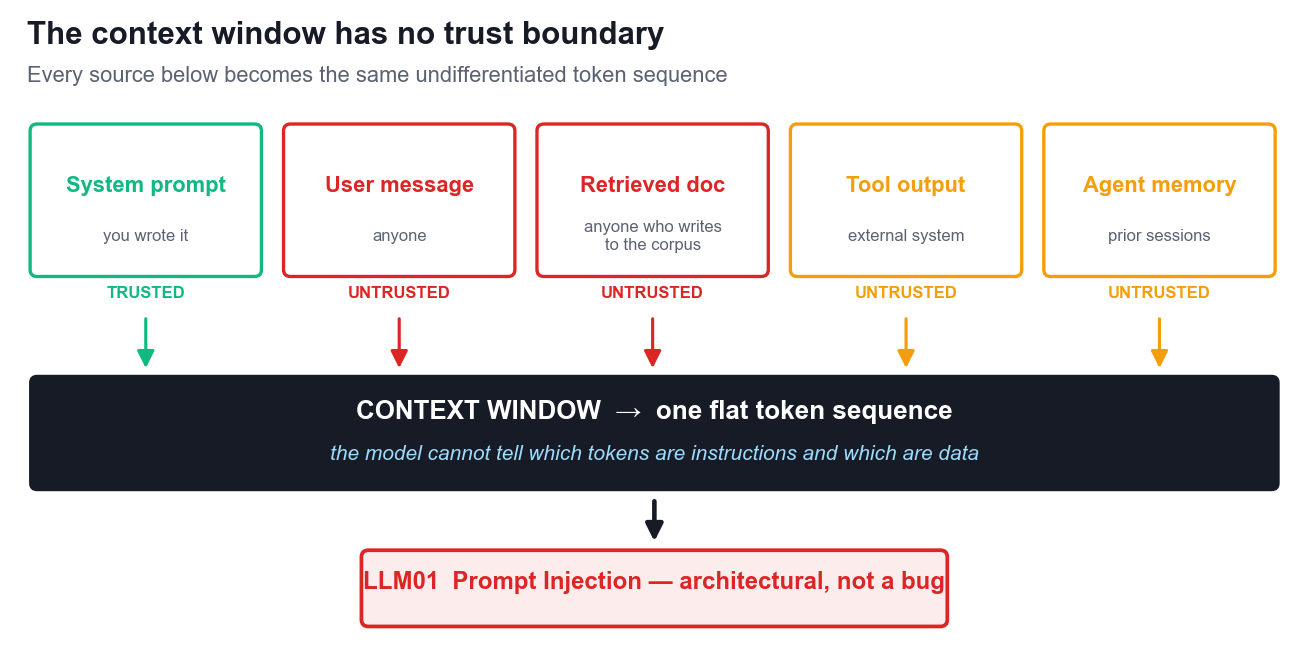 The context window has no trust boundary
Every source below becomes the same undifferentiated token sequence
System prompt
you wrote it
TRUSTED
User message
anyone
UNTRUSTED
Retrieved doc
anyone who writes
to the corpus
UNTRUSTED
Tool output
external system
UNTRUSTED
Agent memory
prior sessions
UNTRUSTED
CONTEXT WINDOW → one flat token sequence
the model cannot tell which tokens are instructions and which are data
LLM01 Prompt Injection — architectural, not a bug